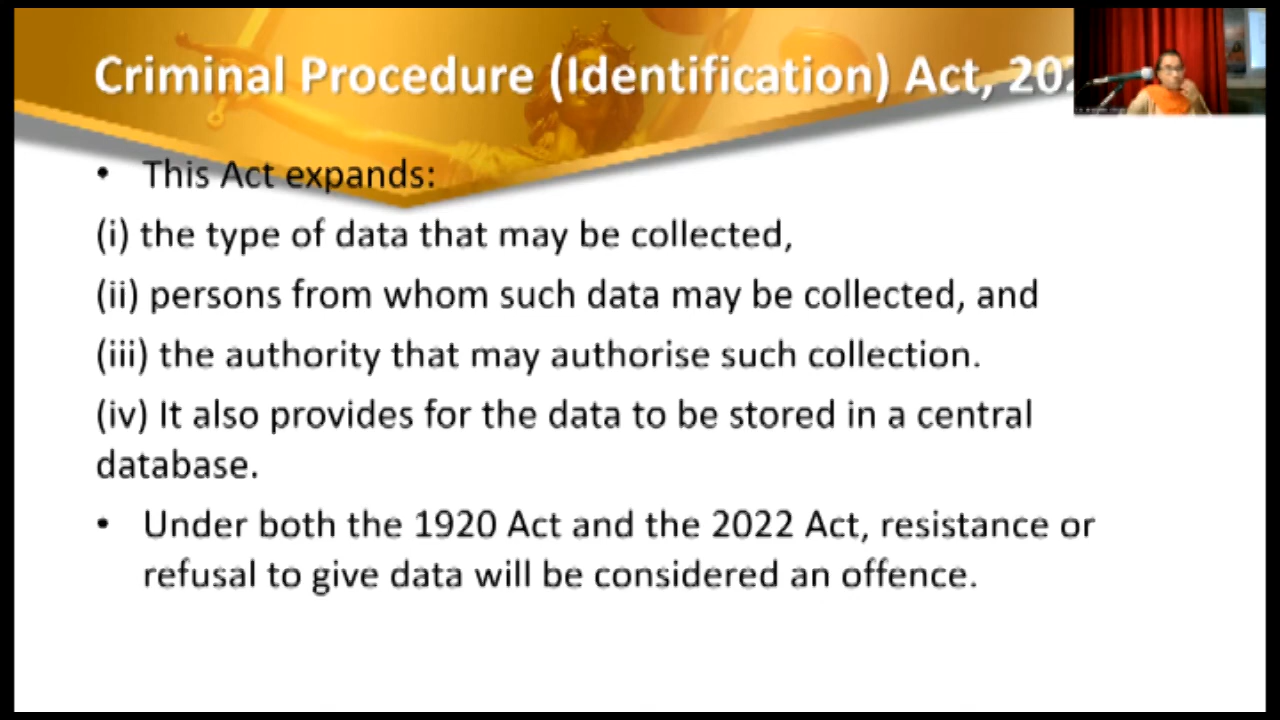 Criminal Procedure (Identification) Act, 202
• This Act expands:
(i) the type of data that may be collected,
(ii) persons from whom such data may be collected, and
(iii) the authority that may authorise such collection.
(iv) It also provides for the data to be stored in a central
database.
• Under both the 1920 Act and the 2022 Act, resistance or
refusal to give data will be considered an offence.